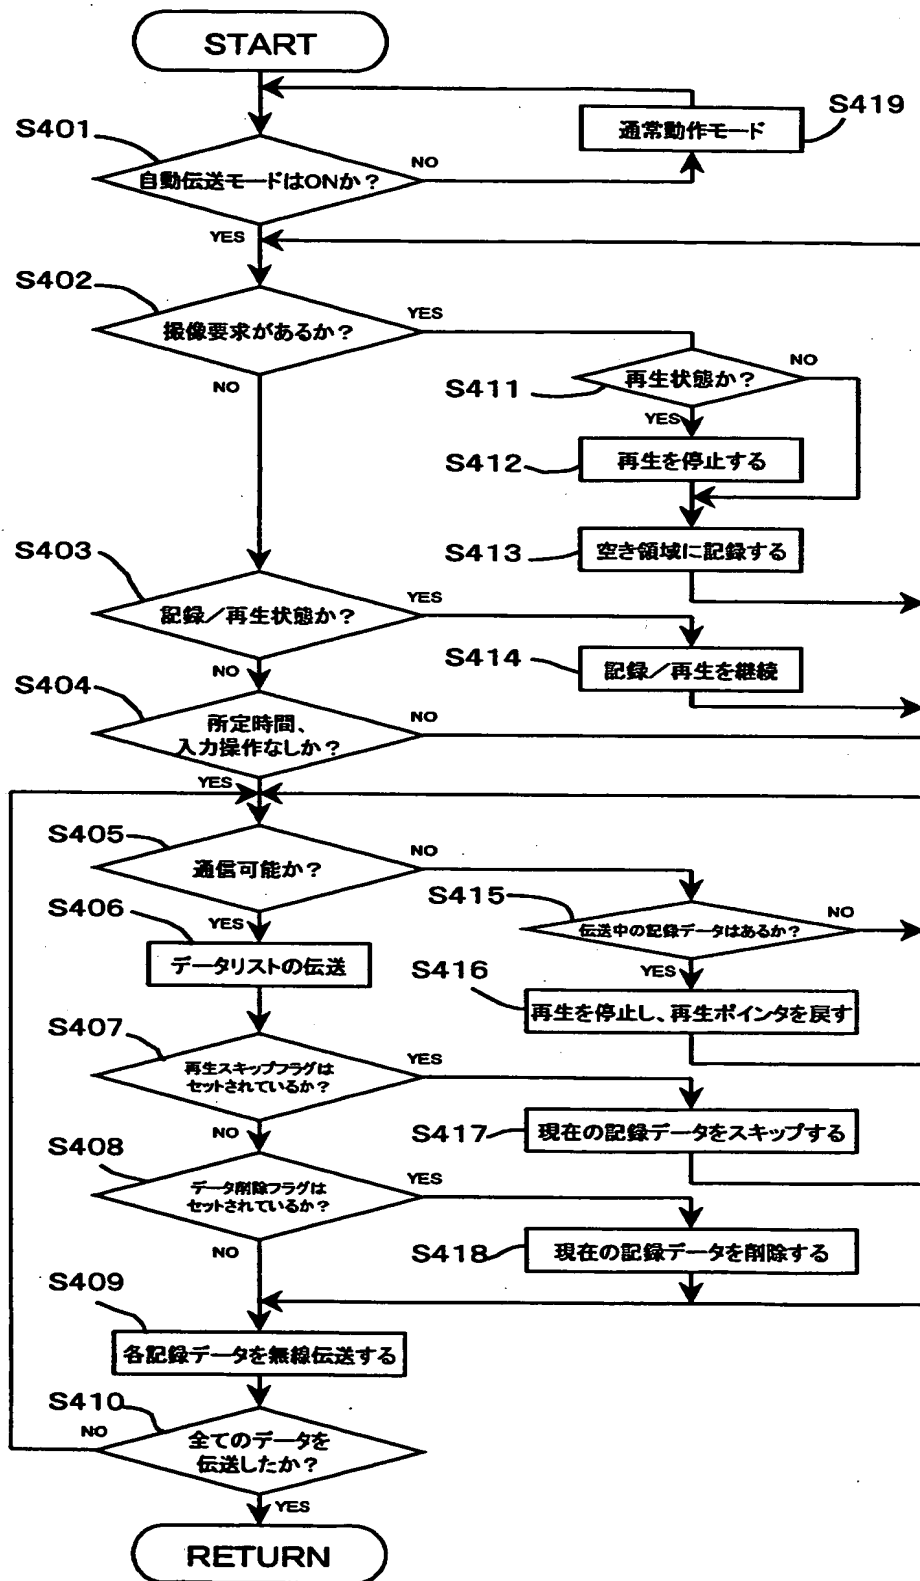 START
S401
自動伝送モードはONか？
NO
YES
通常動作モード
S419
S402
撮像要求があるか？
YES
NO
S411
再生状態か？
NO
YES
S412
再生を停止する
S413
空き領域に記録する
S403
記録／再生状態か？
YES
NO
S414
記録／再生を継続
S404
所定時間、
入力操作なしか？
NO
YES
S405
通信可能か？
NO
YES
S415
伝送中の記録データはあるか？
NO
YES
S406
データリストの伝送
S416
再生を停止し、再生ポインタを戻す
S407
再生スキップフラグは
セットされているか？
YES
NO
S417
現在の記録データをスキップする
S408
データ削除フラグは
セットされているか？
YES
NO
S418
現在の記録データを削除する
S409
各記録データを無線伝送する
S410
全てのデータを
伝送したか？
NO
YES
RETURN